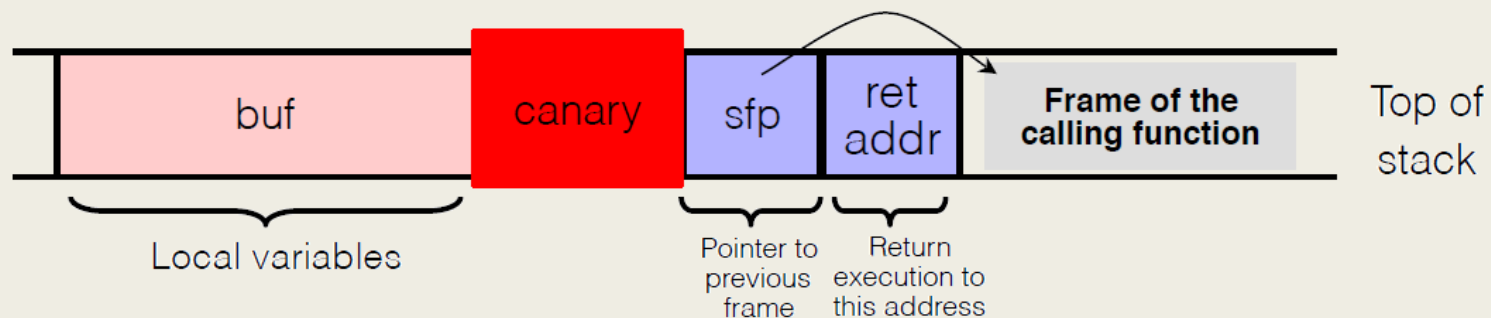 buf
canary
sfp
ret
addr
Frame of the
calling function
Top of
stack
Local variables
Pointer to
previous
frame
Return
execution to
this address